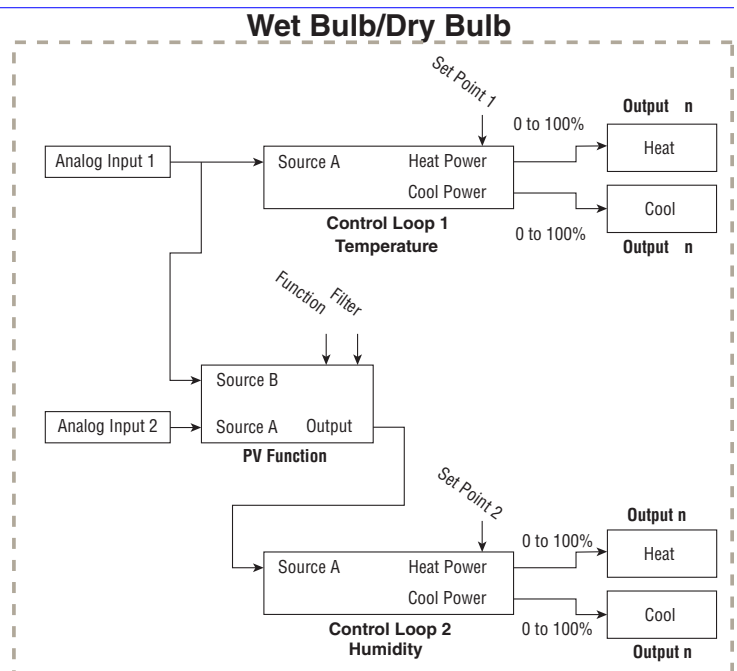 Wet Bulb/Dry Bulb
Set Point 1
Output n
0 to 100%
Analog Input 1
Source A
Heat Power
Heat
Cool Power
Cool
Control Loop 1
Temperature
0 to 100%
Output n
Function
Filter
Source B
Analog Input 2
Source A
Output
PV Function
Set Point 2
Output n
0 to 100%
Source A
Heat Power
Heat
Cool Power
Cool
Control Loop 2
Humidity
0 to 100%
Output n